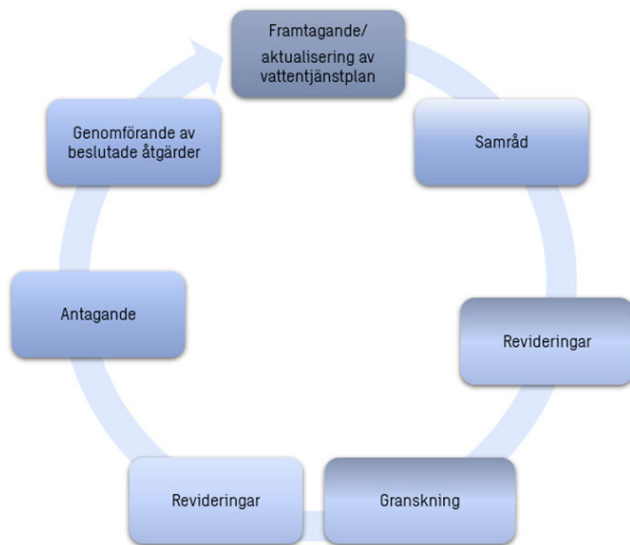 Framtagande/
aktualisering av
vattentjänstplan
Samråd
Revideringar
Granskning
Revideringar
Antagande
Genomförande av
beslutade åtgärder